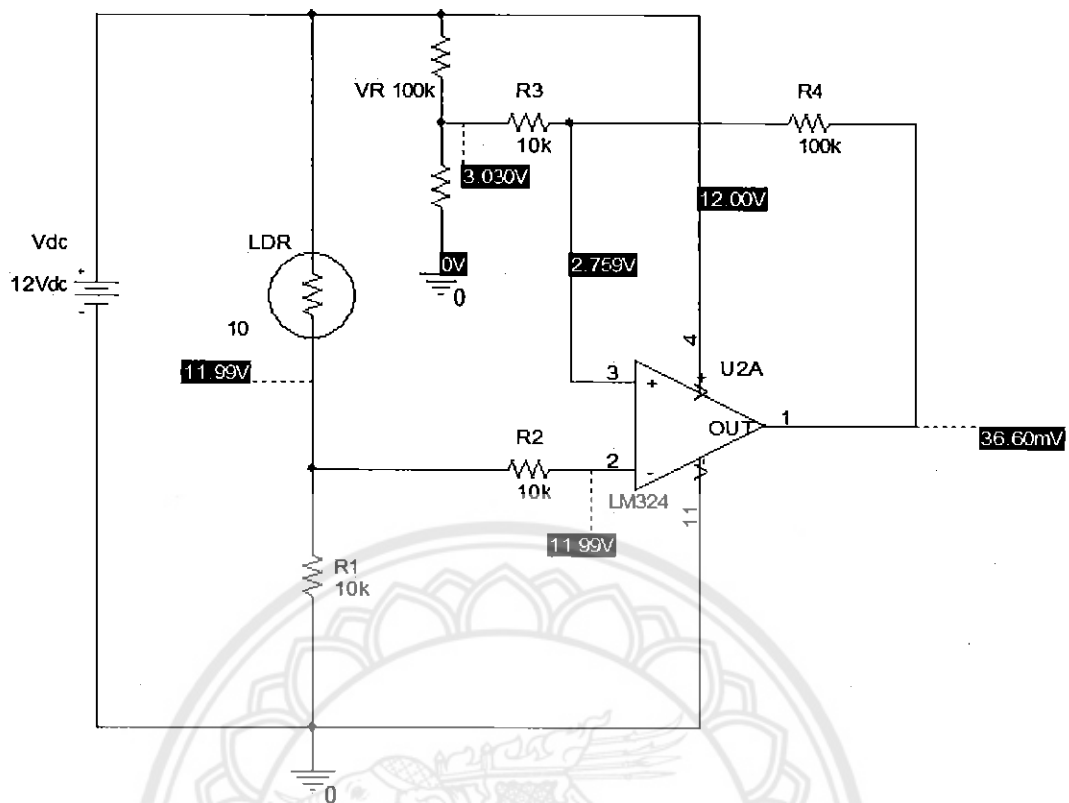 VR 100k
R3
10k
R4
100k
3.030V
12.00V
Vdc
12Vdc
+
-
LDR
10
0V
0
2.759V
11.99V
4
U2A
+
3
+
OUT
1
36.60mV
R2
10k
2
-
LM324
11
11.99V
R1
10k
0